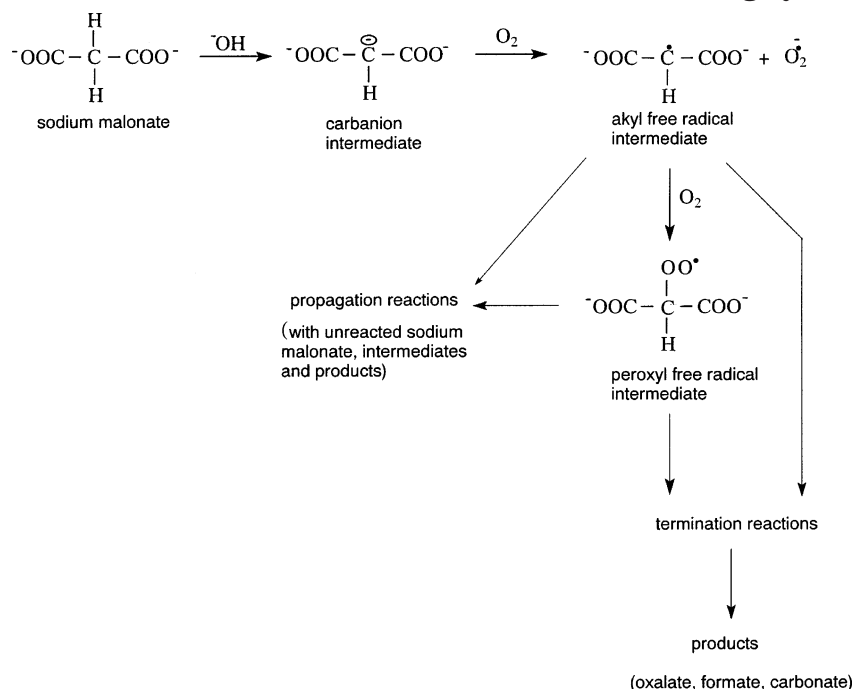 H
⁻OOC – C – COO⁻
H
sodium malonate
⁻OH
⊖
⁻OOC – C – COO⁻
H
carbanion
intermediate
O₂
⁻OOC – Ċ – COO⁻ + O₂•⁻
H
akyl free radical
intermediate
O₂
OO•
⁻OOC – C – COO⁻
H
peroxyl free radical
intermediate
propagation reactions
(with unreacted sodium
malonate, intermediates
and products)
termination reactions
products
(oxalate, formate, carbonate)